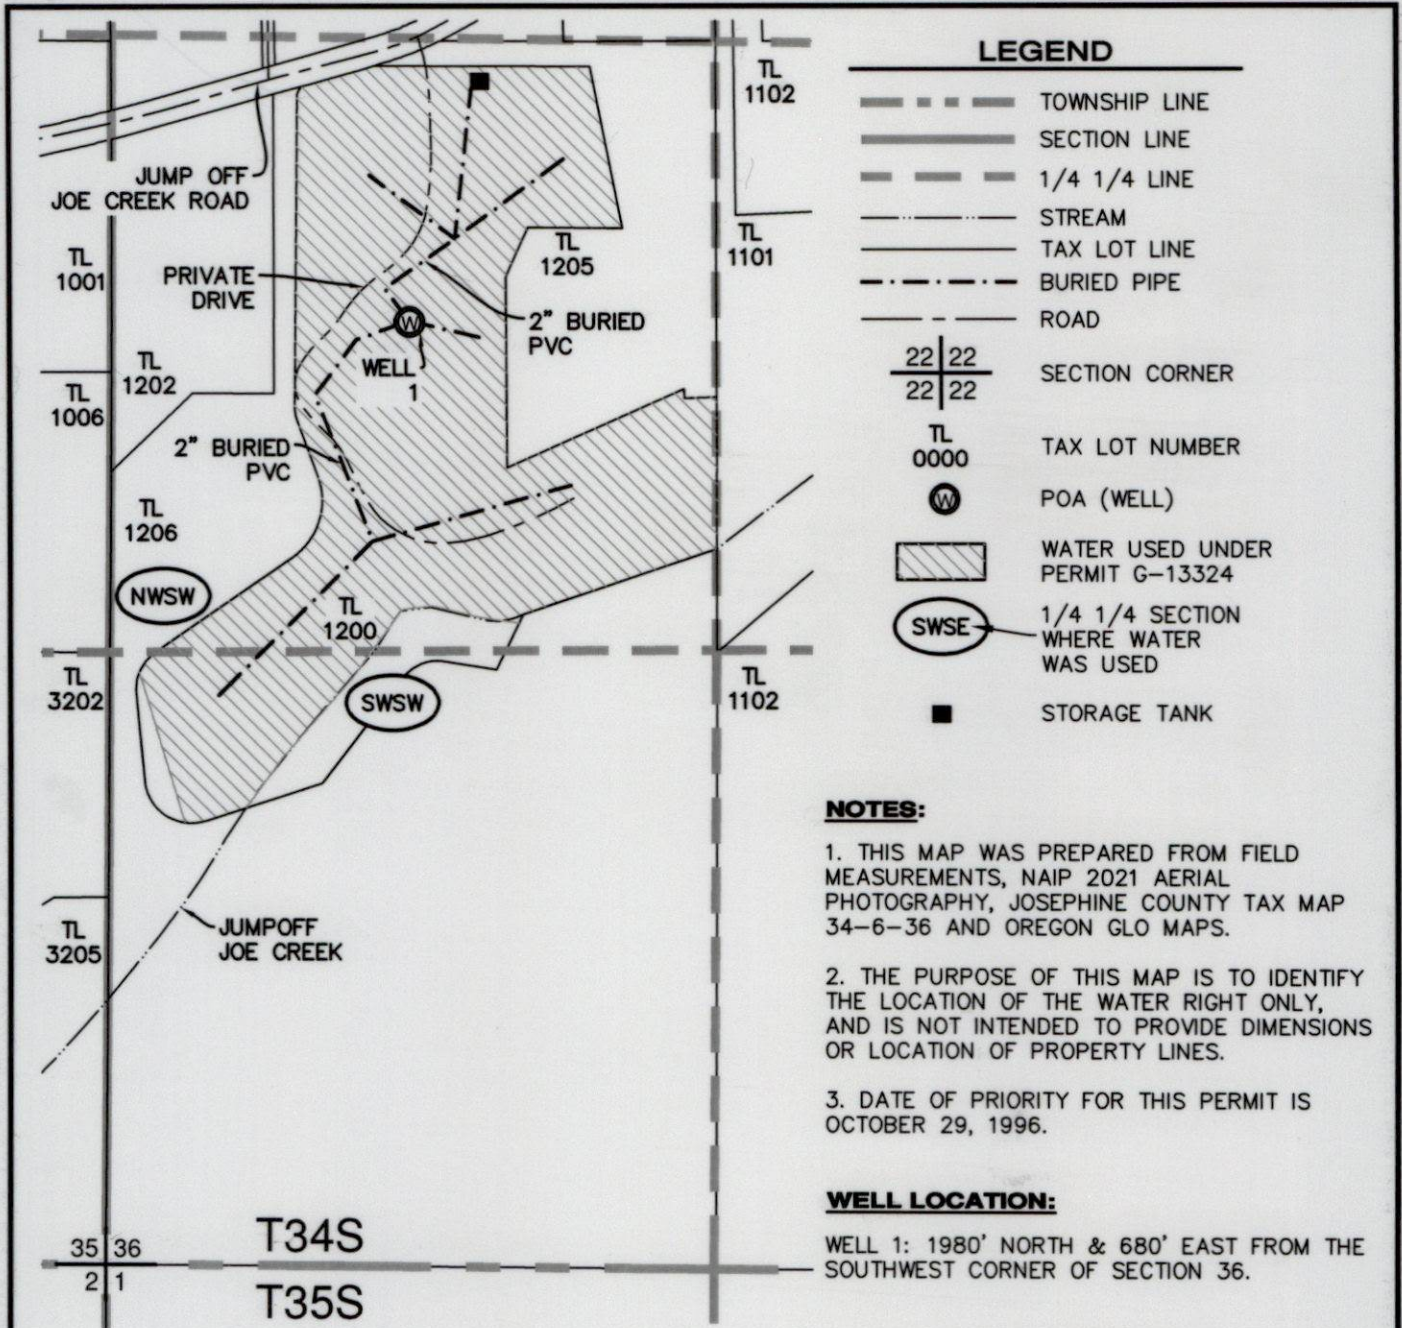 JUMP OFF
JOE CREEK ROAD
TL
1102
TL
1001
PRIVATE
DRIVE
TL
1205
TL
1101
2" BURIED
PVC
W
WELL
1
TL
1202
TL
1006
2" BURIED
PVC
TL
1206
NWSW
TL
1200
TL
3202
SWSW
TL
1102
TL
3205
JUMPOFF
JOE CREEK
35 36
2 1
T34S
T35S
LEGEND
TOWNSHIP LINE
SECTION LINE
1/4 1/4 LINE
STREAM
TAX LOT LINE
BURIED PIPE
ROAD
22 22
22 22
SECTION CORNER
TL
0000
TAX LOT NUMBER
W
POA (WELL)
WATER USED UNDER
PERMIT G-13324
SWSE
1/4 1/4 SECTION
WHERE WATER
WAS USED
STORAGE TANK
NOTES:
1. THIS MAP WAS PREPARED FROM FIELD
MEASUREMENTS, NAIP 2021 AERIAL
PHOTOGRAPHY, JOSEPHINE COUNTY TAX MAP
34-6-36 AND OREGON GLO MAPS.
2. THE PURPOSE OF THIS MAP IS TO IDENTIFY
THE LOCATION OF THE WATER RIGHT ONLY,
AND IS NOT INTENDED TO PROVIDE DIMENSIONS
OR LOCATION OF PROPERTY LINES.
3. DATE OF PRIORITY FOR THIS PERMIT IS
OCTOBER 29, 1996.
WELL LOCATION:
WELL 1: 1980' NORTH & 680' EAST FROM THE
SOUTHWEST CORNER OF SECTION 36.